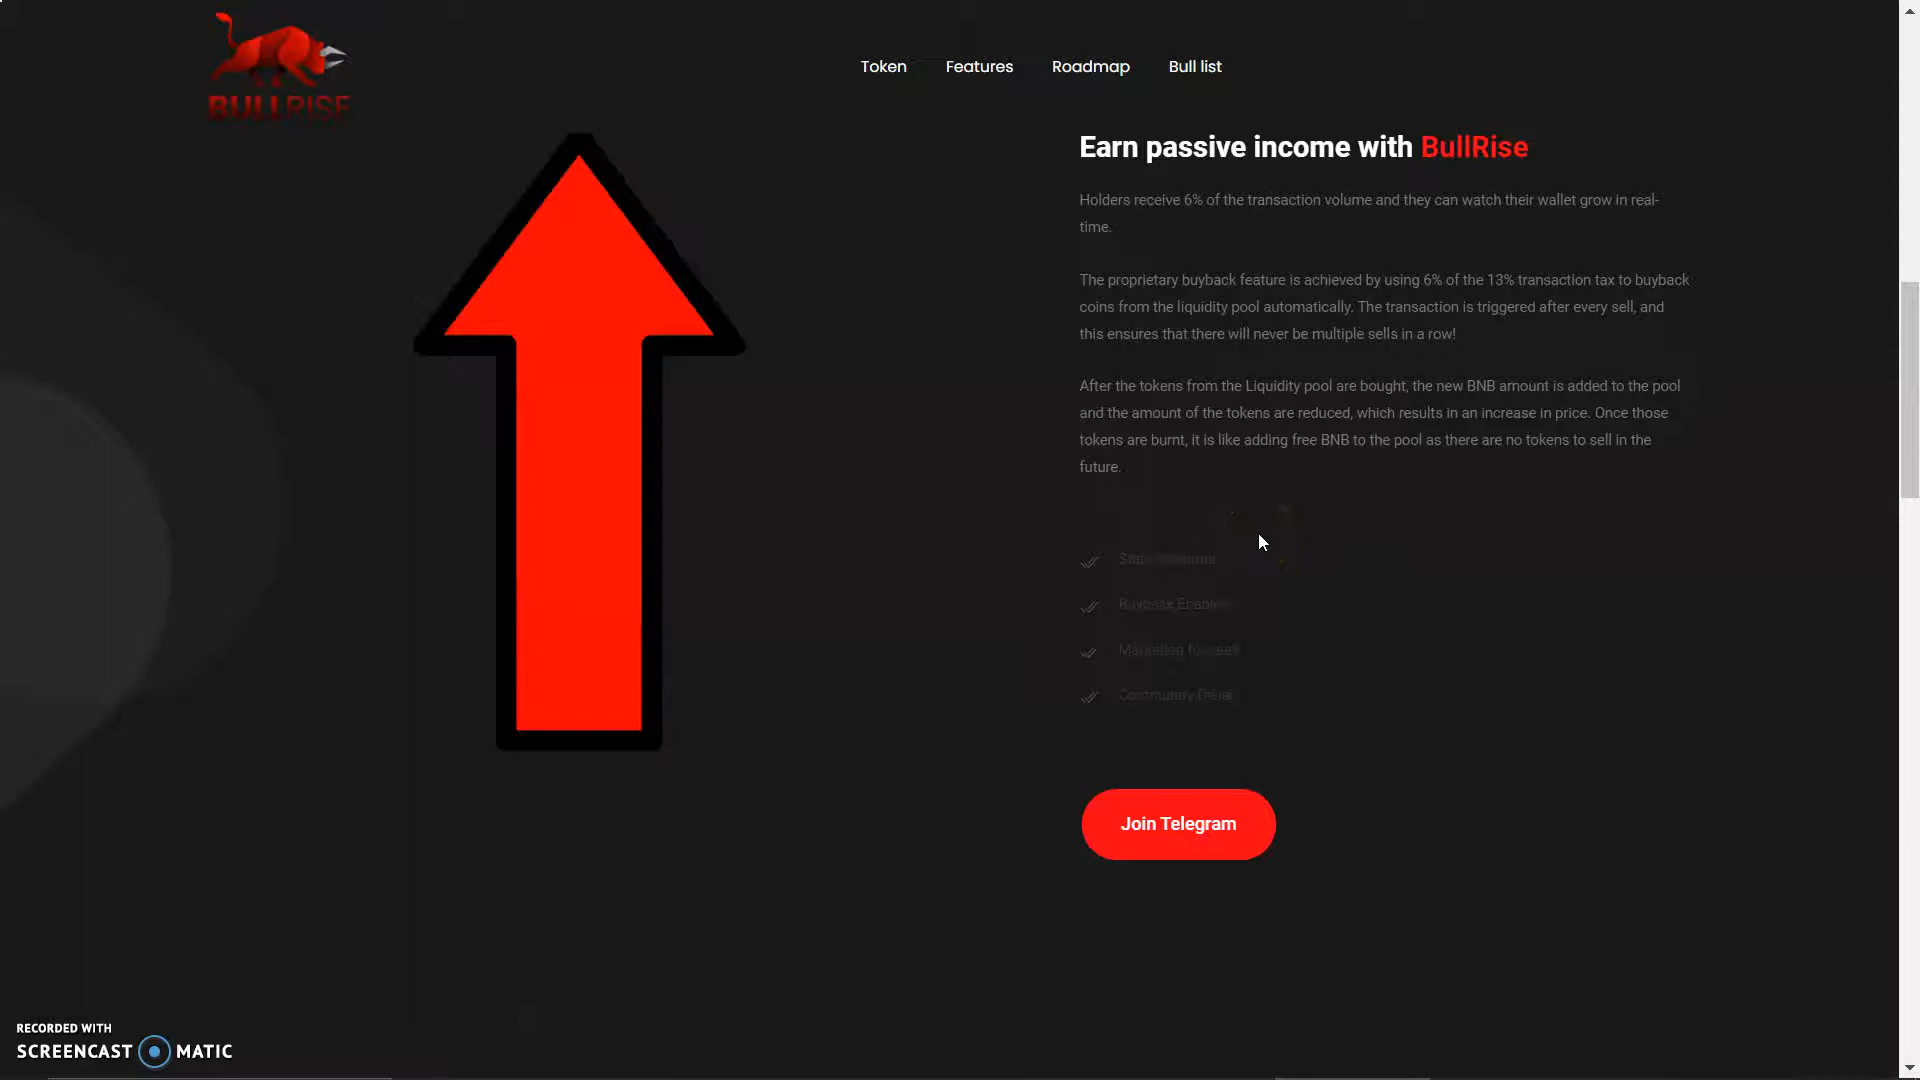 BULLRISE
Token
Features
Roadmap
Bull list
Earn passive income with BullRise
Holders receive 6% of the transaction volume and they can watch their wallet grow in real-
time.
The proprietary buyback feature is achieved by using 6% of the 13% transaction tax to buyback
coins from the liquidity pool automatically. The transaction is triggered after every sell, and
this ensures that there will never be multiple sells in a row!
After the tokens from the Liquidity pool are bought, the new BNB amount is added to the pool
and the amount of the tokens are reduced, which results in an increase in price. Once those
tokens are burnt, it is like adding free BNB to the pool as there are no tokens to sell in the
future.
Buyback
Marketing
Join Telegram
RECORDED WITH
SCREENCAST MATIC